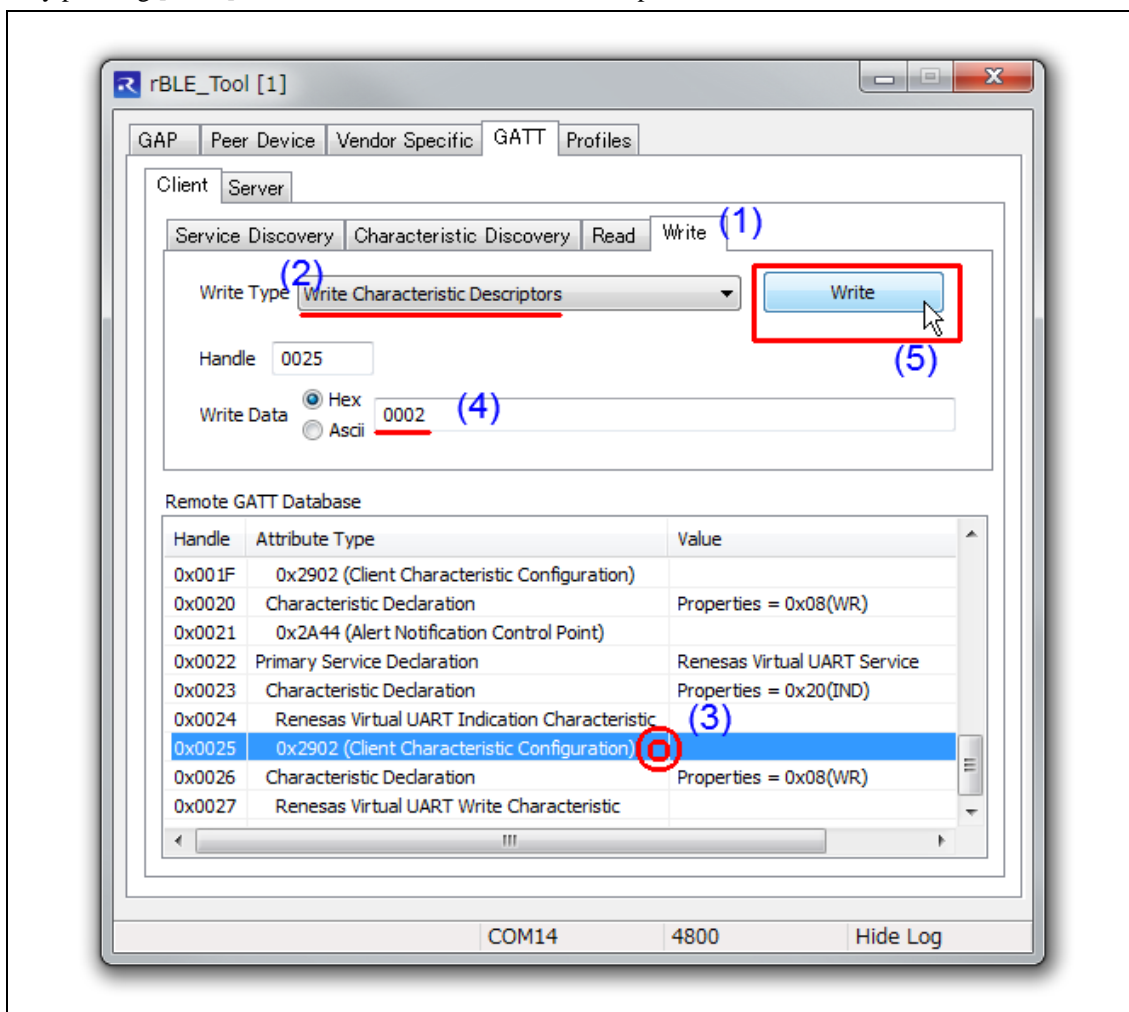 rBLE_Tool [1]
GAP Peer Device Vendor Specific GATT Profiles
Client Server
Service Discovery Characteristic Discovery Read Write (1)
(2)
Write Type Write Characteristic Descriptors Write
(5)
Handle 0025
Write Data Hex Ascii 0002 (4)
Remote GATT Database
Handle Attribute Type Value
0x001F 0x2902 (Client Characteristic Configuration)
0x0020 Characteristic Declaration Properties = 0x08(WR)
0x0021 0x2A44 (Alert Notification Control Point)
0x0022 Primary Service Declaration Renesas Virtual UART Service
0x0023 Characteristic Declaration Properties = 0x20(IND)
0x0024 Renesas Virtual UART Indication Characteristic (3)
0x0025 0x2902 (Client Characteristic Configuration)
0x0026 Characteristic Declaration Properties = 0x08(WR)
0x0027 Renesas Virtual UART Write Characteristic
COM14 4800 Hide Log